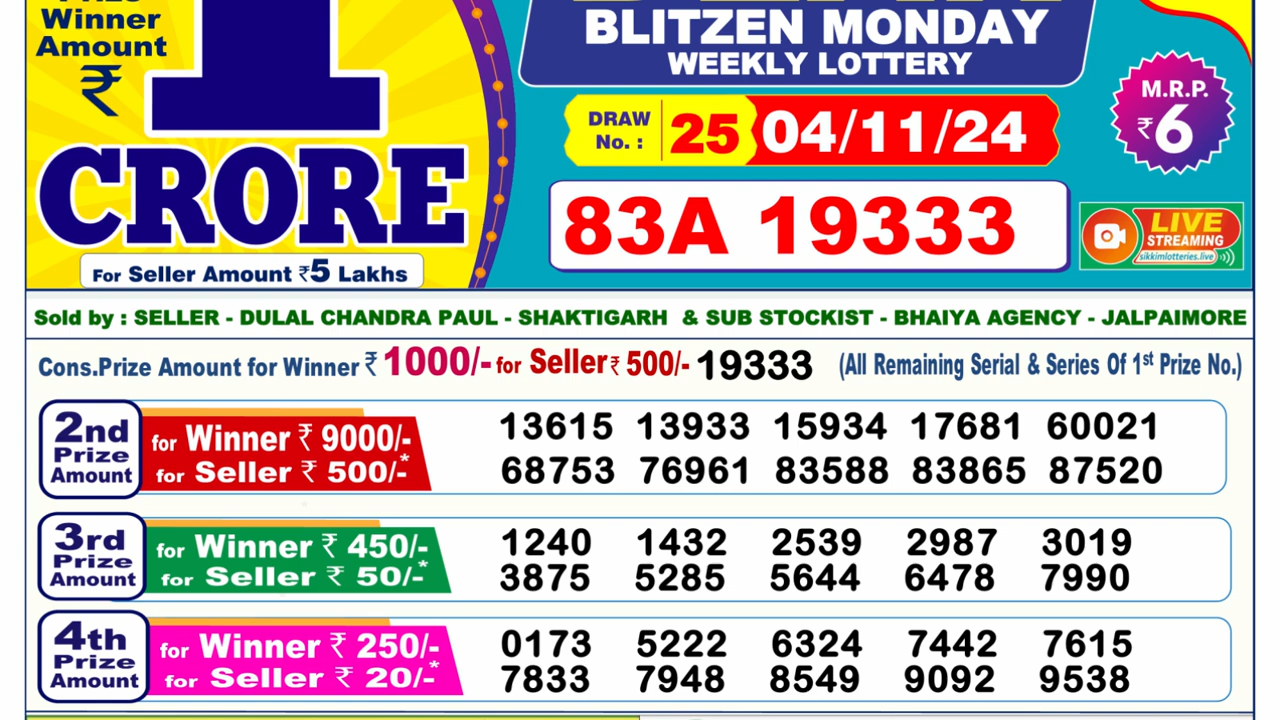 Winner
Amount
₹
1
CRORE
For Seller Amount ₹5 Lakhs
BLITZEN MONDAY
WEEKLY LOTTERY
DRAW
No. :
25
04/11/24
83A 19333
M.R.P.
₹6
LIVE
STREAMING
sikkimlotteries.live
Sold by : SELLER - DULAL CHANDRA PAUL - SHAKTIGARH & SUB STOCKIST - BHAIYA AGENCY - JALPAIMORE
Cons.Prize Amount for Winner ₹ 1000/- for Seller ₹ 500/- 19333 (All Remaining Serial & Series Of 1st Prize No.)
2nd
Prize
Amount
for Winner ₹ 9000/-
for Seller ₹ 500/-*
13615 13933 15934 17681 60021
68753 76961 83588 83865 87520
3rd
Prize
Amount
for Winner ₹ 450/-
for Seller ₹ 50/-*
1240 1432 2539 2987 3019
3875 5285 5644 6478 7990
4th
Prize
Amount
for Winner ₹ 250/-
for Seller ₹ 20/-*
0173 5222 6324 7442 7615
7833 7948 8549 9092 9538